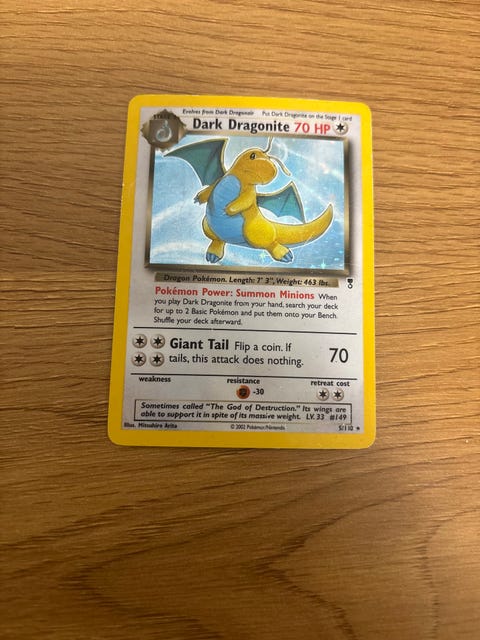 Evolves from Dark Dragonair Put Dark Dragonite on the Stage 1 card
Dark Dragonite 70 HP
Dragon Pokémon. Length: 7' 3", Weight: 463 lbs.
Pokémon Power: Summon Minions When
you play Dark Dragonite from your hand, search your deck
for up to 2 Basic Pokémon and put them onto your Bench.
Shuffle your deck afterward.
Giant Tail Flip a coin. If
tails, this attack does nothing. 70
weakness resistance retreat cost
-30
Sometimes called "The God of Destruction." Its wings are
able to support it in spite of its massive weight. LV. 33 #149
Illus. Mitsuhiro Arita © 2002 Pokémon/Nintendo 5/110 ★